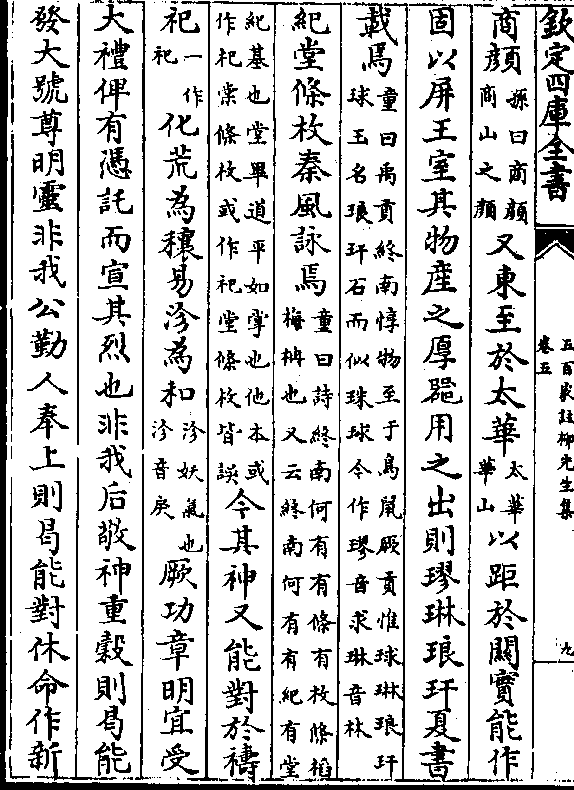 欽定四庫全書
五百家註柳先生集
卷五
九
商顔孫曰商顔商山之顔又東至於太華太華華山以距於關實能作
固以屏王室其物産之厚器用之出則璆琳琅玕夏書
載焉童曰禹貢終南惇物至于鳥鼠厥貢惟球琳琅玕球玉名琅玕石而似珠球今作璆音求琳音林
紀堂條枚秦風詠焉童曰詩終南何有有條有枚條稻梅柟也又云終南何有有紀有堂
紀基也堂畢道平如掌也他本或作杞棠條枚或作祀堂條枚皆誤今其神又能對於禱
祀一作祀化荒為穰易沴為和沴妖氣也沴音戾厥功章明宜受
大禮俾有憑託而宣其烈也非我后敬神重穀則曷能
發大號尊明靈非我公勤人奉上則曷能對休命作新